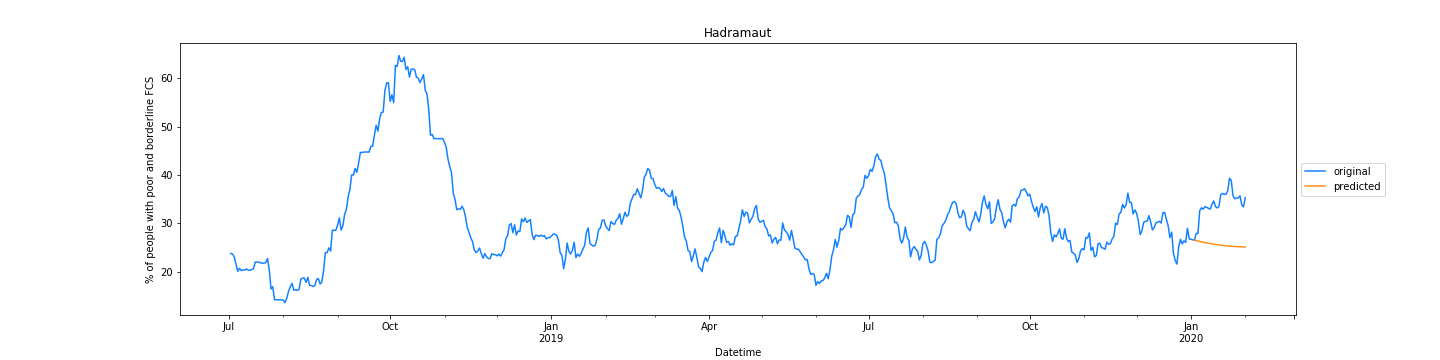 Hadramaut
% of people with poor and borderline FCS
60
50
40
30
20
Jul
Oct
Jan
2019
Apr
Jul
Oct
Jan
2020
Datetime
original
predicted